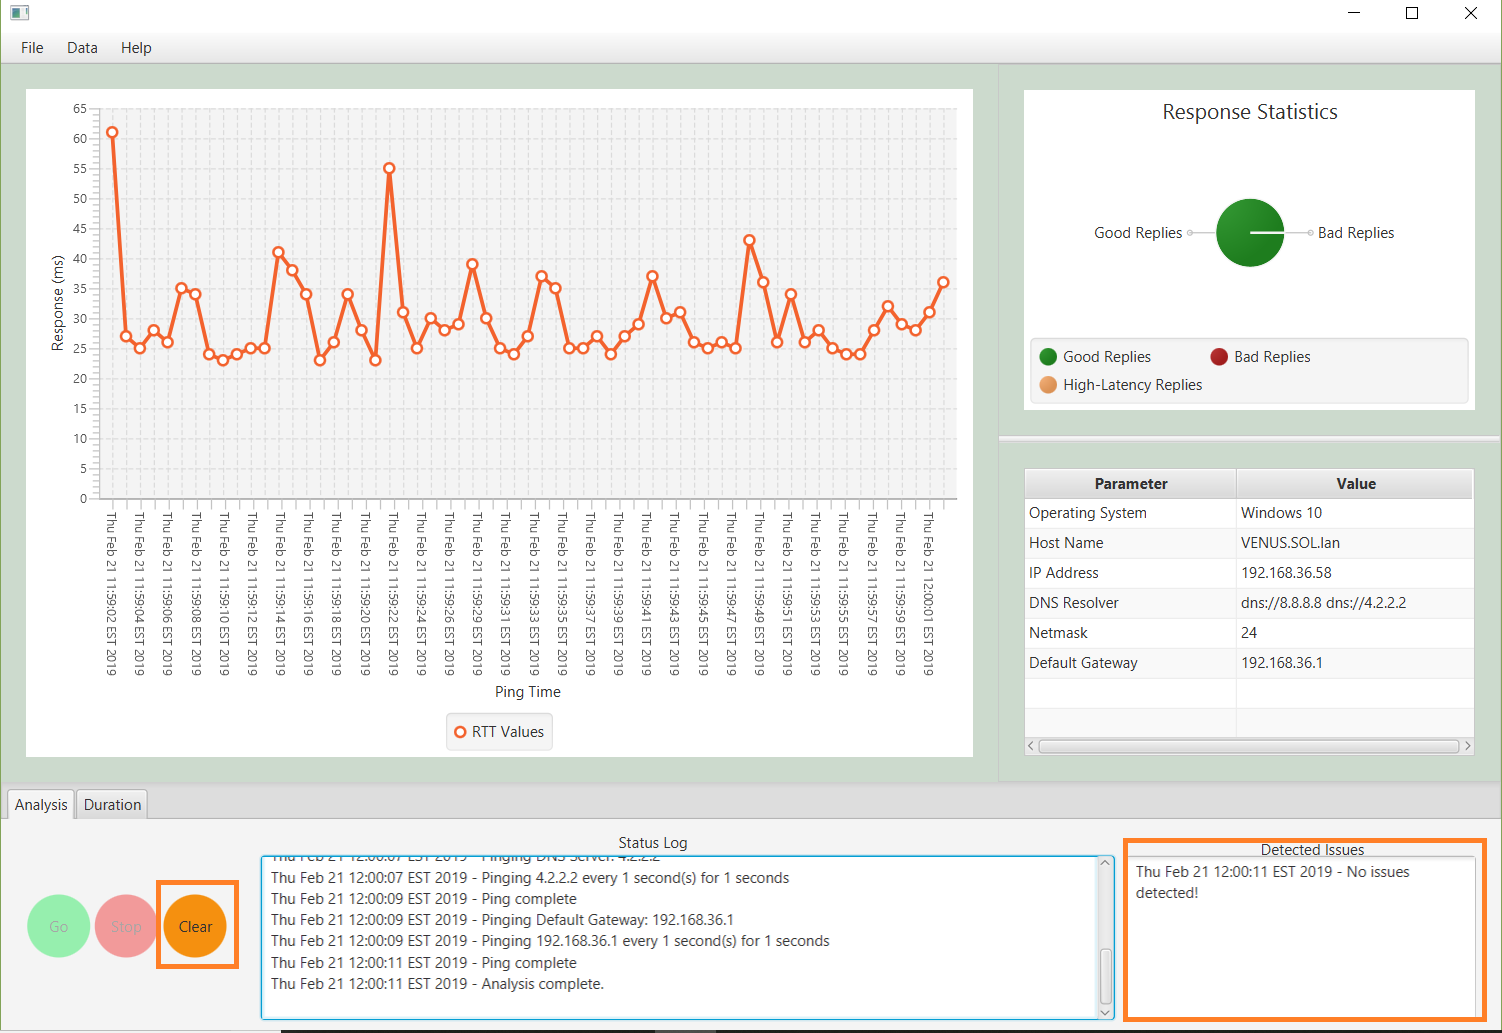 File Data Help
65
60
55
50
45
40
35
30
25
20
15
10
5
0
Response (ms)
Thu Feb 21 11:59:02 EST 2019
Thu Feb 21 11:59:04 EST 2019
Thu Feb 21 11:59:06 EST 2019
Thu Feb 21 11:59:08 EST 2019
Thu Feb 21 11:59:10 EST 2019
Thu Feb 21 11:59:12 EST 2019
Thu Feb 21 11:59:14 EST 2019
Thu Feb 21 11:59:16 EST 2019
Thu Feb 21 11:59:18 EST 2019
Thu Feb 21 11:59:20 EST 2019
Thu Feb 21 11:59:22 EST 2019
Thu Feb 21 11:59:24 EST 2019
Thu Feb 21 11:59:26 EST 2019
Thu Feb 21 11:59:29 EST 2019
Thu Feb 21 11:59:31 EST 2019
Thu Feb 21 11:59:33 EST 2019
Thu Feb 21 11:59:35 EST 2019
Thu Feb 21 11:59:37 EST 2019
Thu Feb 21 11:59:39 EST 2019
Thu Feb 21 11:59:41 EST 2019
Thu Feb 21 11:59:43 EST 2019
Thu Feb 21 11:59:45 EST 2019
Thu Feb 21 11:59:47 EST 2019
Thu Feb 21 11:59:49 EST 2019
Thu Feb 21 11:59:51 EST 2019
Thu Feb 21 11:59:53 EST 2019
Thu Feb 21 11:59:55 EST 2019
Thu Feb 21 11:59:57 EST 2019
Thu Feb 21 11:59:59 EST 2019
Thu Feb 21 12:00:01 EST 2019
Ping Time
RTT Values
Response Statistics
Good Replies Bad Replies
Good Replies Bad Replies
High-Latency Replies
Parameter Value
Operating System Windows 10
Host Name VENUS.SOL.lan
IP Address 192.168.36.58
DNS Resolver dns://8.8.8.8 dns://4.2.2.2
Netmask 24
Default Gateway 192.168.36.1
Analysis Duration
Go Stop Clear
Status Log
Thu Feb 21 12:00:07 EST 2019 - Pinging DNS Server: 4.2.2.2
Thu Feb 21 12:00:07 EST 2019 - Pinging 4.2.2.2 every 1 second(s) for 1 seconds
Thu Feb 21 12:00:09 EST 2019 - Ping complete
Thu Feb 21 12:00:09 EST 2019 - Pinging Default Gateway: 192.168.36.1
Thu Feb 21 12:00:09 EST 2019 - Pinging 192.168.36.1 every 1 second(s) for 1 seconds
Thu Feb 21 12:00:11 EST 2019 - Ping complete
Thu Feb 21 12:00:11 EST 2019 - Analysis complete.
Detected Issues
Thu Feb 21 12:00:11 EST 2019 - No issues
detected!